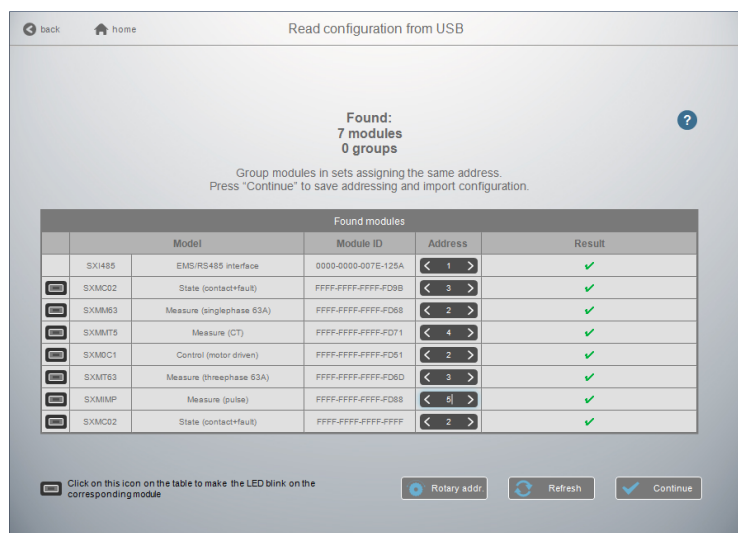 back
home
Read configuration from USB
Found:
7 modules
0 groups
?
Group modules in sets assigning the same address.
Press "Continue" to save addressing and import configuration.
Found modules
Model Module ID Address Result
SXI485 EMS/RS485 interface 0000-0000-007E-125A 1
SXMC02 State (contact+fault) FFFF-FFFF-FFFF-FD9B 3
SXMM63 Measure (singlephase 63A) FFFF-FFFF-FFFF-FD68 2
SXMMT5 Measure (CT) FFFF-FFFF-FFFF-FD71 4
SXM0C1 Control (motor driven) FFFF-FFFF-FFFF-FD51 2
SXMT63 Measure (threephase 63A) FFFF-FFFF-FFFF-FD6D 3
SXMIMP Measure (pulse) FFFF-FFFF-FFFF-FD88 5
SXMC02 State (contact+fault) FFFF-FFFF-FFFF-FFFF 2
Click on this icon on the table to make the LED blink on the
corresponding module
Rotary addr.
Refresh
Continue